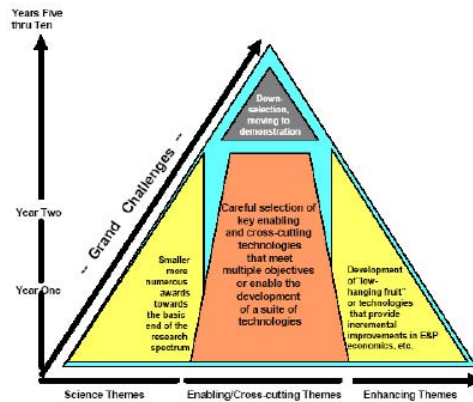 Years Five
thru Ten
Down-
selection,
moving to
demonstration
-- Grand Challenges --
Year Two
Year One
Smaller
more
numerous
awards
towards
the basic
end of the
research
spectrum
Careful selection of
key enabling
and cross-cutting
technologies
that meet
multiple objectives
or enable the
development
of a suite of
technologies
Development
of "low-
hanging fruit"
or technologies
that provide
incremental
improvements in E&P
economics, etc.
Science Themes
Enabling/Cross-cutting Themes
Enhancing Themes